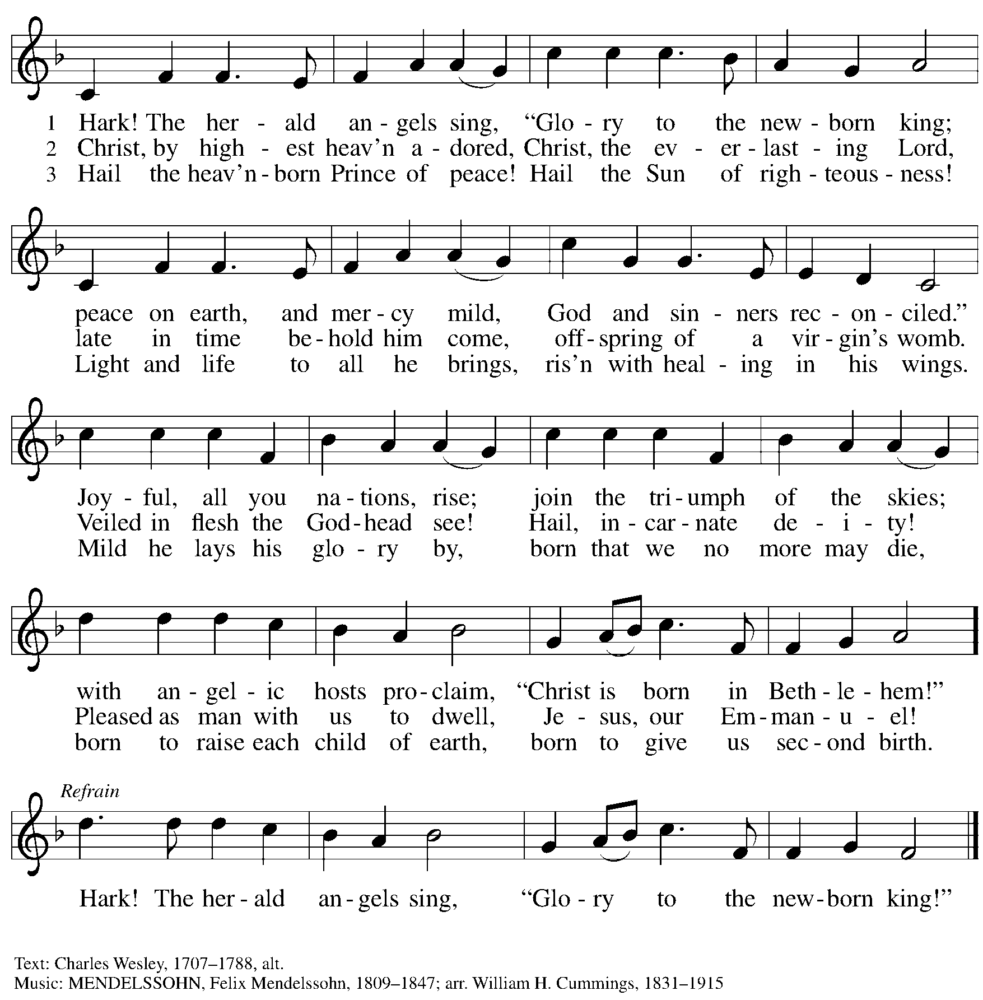 1 Hark! The her - ald an - gels sing, “Glo - ry to the new - born king;
2 Christ, by high - est heav’n a - dored, Christ, the ev - er - last - ing Lord,
3 Hail the heav’n - born Prince of peace! Hail the Sun of righ - teous - ness!
peace on earth, and mer - cy mild, God and sin - ners rec - on - ciled.”
late in time be - hold him come, off - spring of a vir - gin’s womb.
Light and life to all he brings, ris’n with heal - ing in his wings.
Joy - ful, all you na - tions, rise; join the tri - umph of the skies;
Veiled in flesh the God - head see! Hail, in - car - nate de - i - ty!
Mild he lays his glo - ry by, born that we no more may die,
with an - gel - ic hosts pro - claim, “Christ is born in Beth - le - hem!”
Pleased as man with us to dwell, Je - sus, our Em - man - u - el!
born to raise each child of earth, born to give us sec - ond birth.
Refrain
Hark! The her - ald an - gels sing, “Glo - ry to the new - born king!”
Text: Charles Wesley, 1707–1788, alt.
Music: MENDELSSOHN, Felix Mendelssohn, 1809–1847; arr. William H. Cummings, 1831–1915